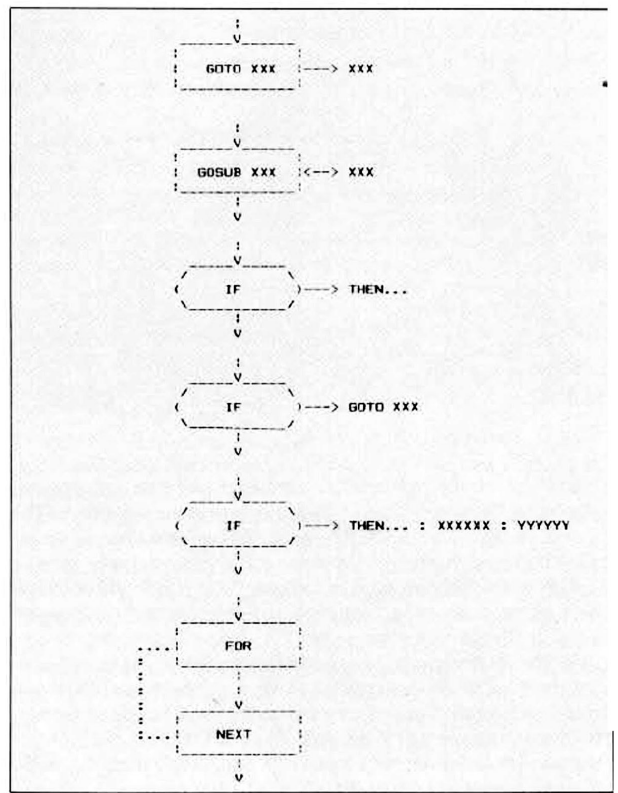 GOTO XXX ---> XXX
GOSUB XXX <--> XXX
IF ---> THEN...
IF ---> GOTO XXX
IF ---> THEN... : XXXXXX : YYYYYY
FOR
NEXT